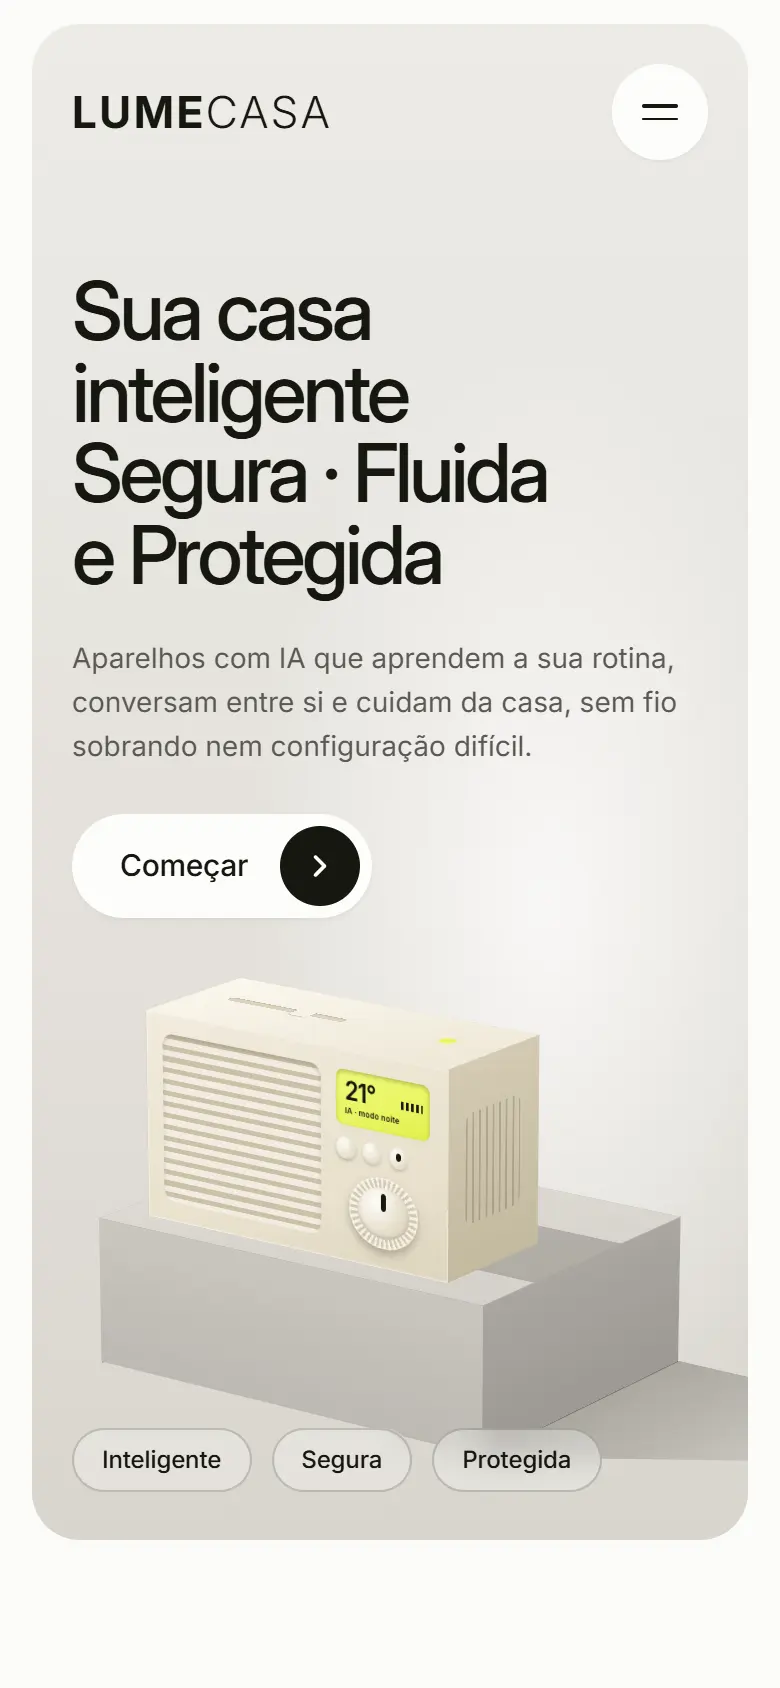 LUMECASA
Sua casa
inteligente
Segura · Fluida
e Protegida
Aparelhos com IA que aprendem a sua rotina,
conversam entre si e cuidam da casa, sem fio
sobrando nem configuração difícil.
Começar
21°
IA · modo noite
Inteligente
Segura
Protegida